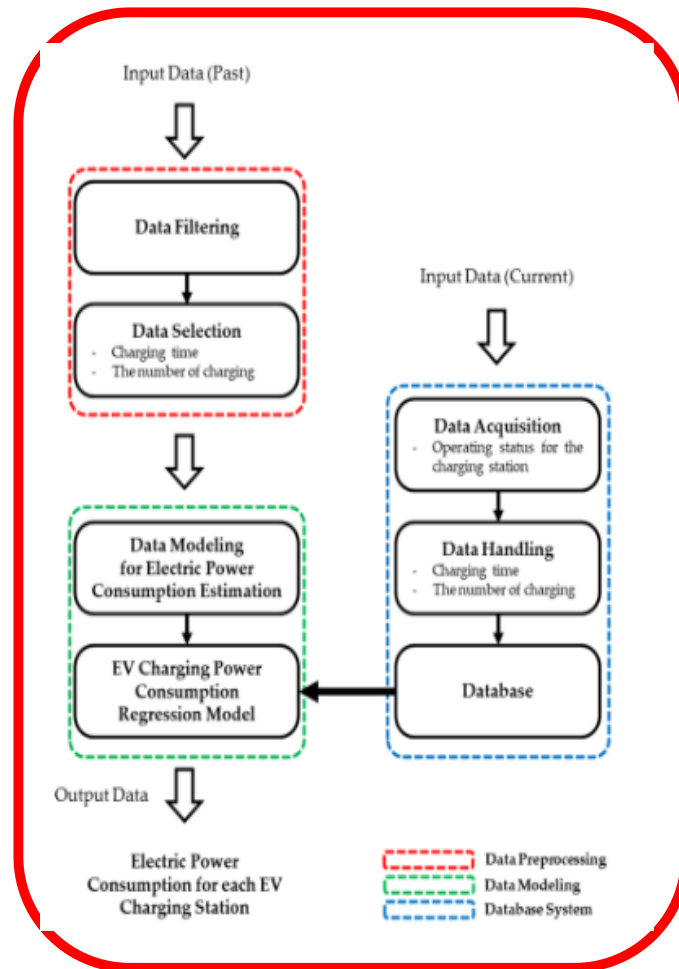 Input Data (Past)
Data Filtering
Data Selection
- Charging time
- The number of charging
Data Modeling
for Electric Power
Consumption Estimation
EV Charging Power
Consumption
Regression Model
Output Data
Electric Power
Consumption for each EV
Charging Station
Input Data (Current)
Data Acquisition
- Operating status for the
charging station
Data Handling
- Charging time
- The number of charging
Database
Data Preprocessing
Data Modeling
Database System